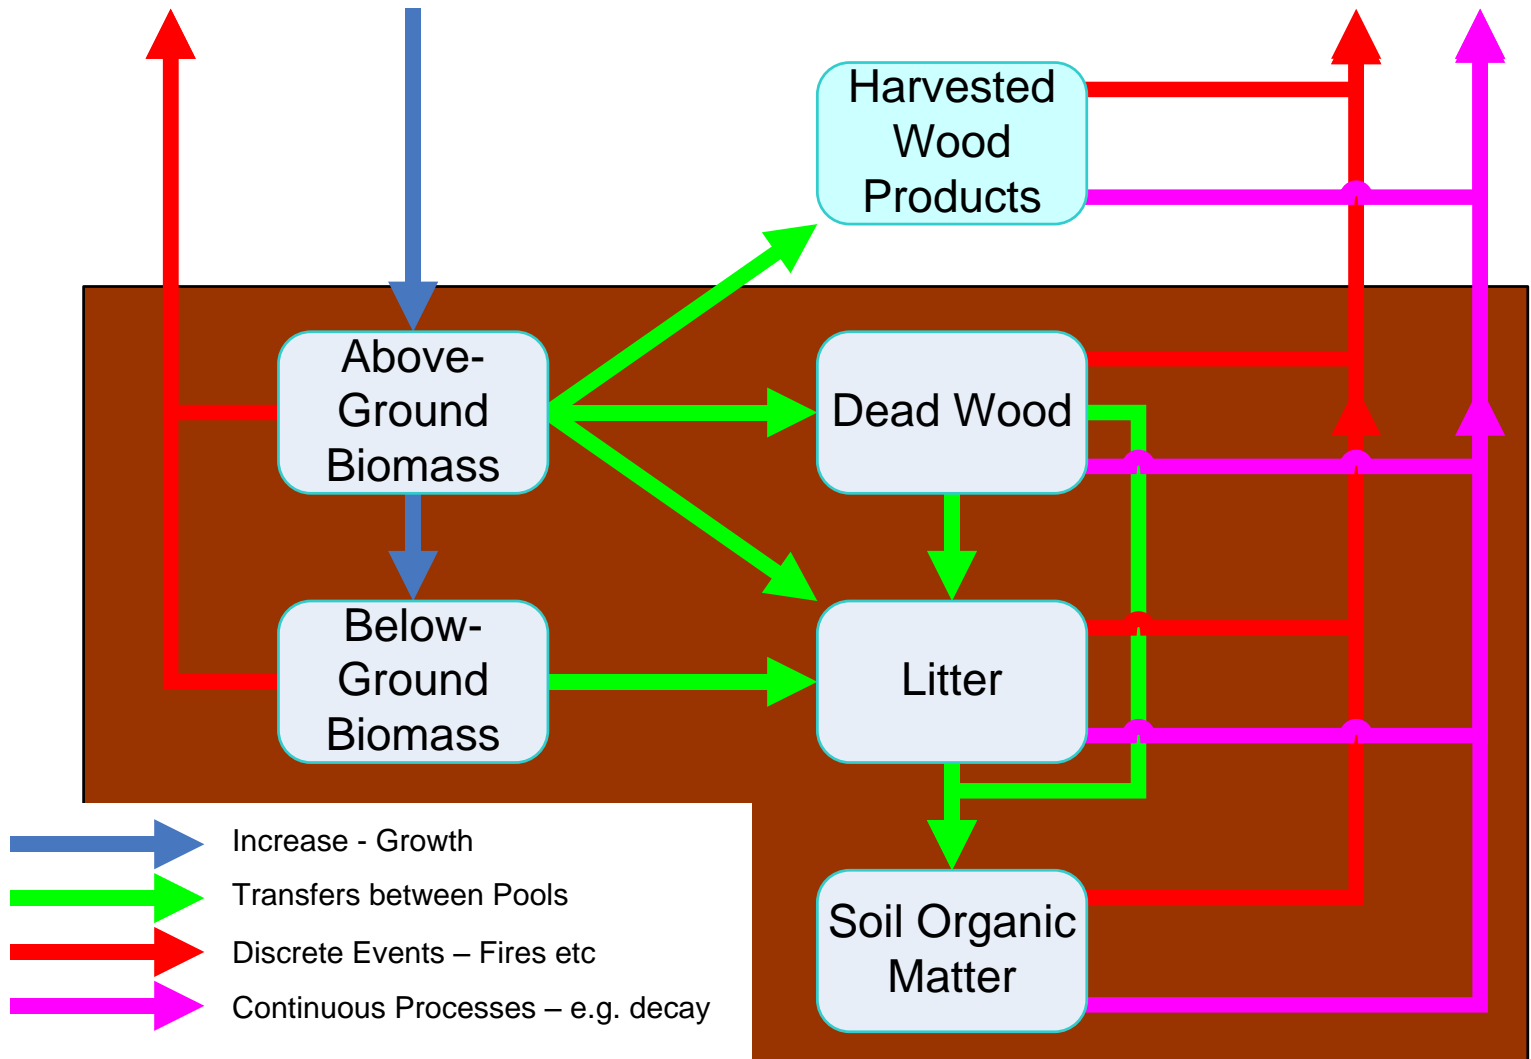 Harvested
Wood
Products
Above-
Ground
Biomass
Dead Wood
Below-
Ground
Biomass
Litter
Soil Organic
Matter
Increase - Growth
Transfers between Pools
Discrete Events – Fires etc
Continuous Processes – e.g. decay